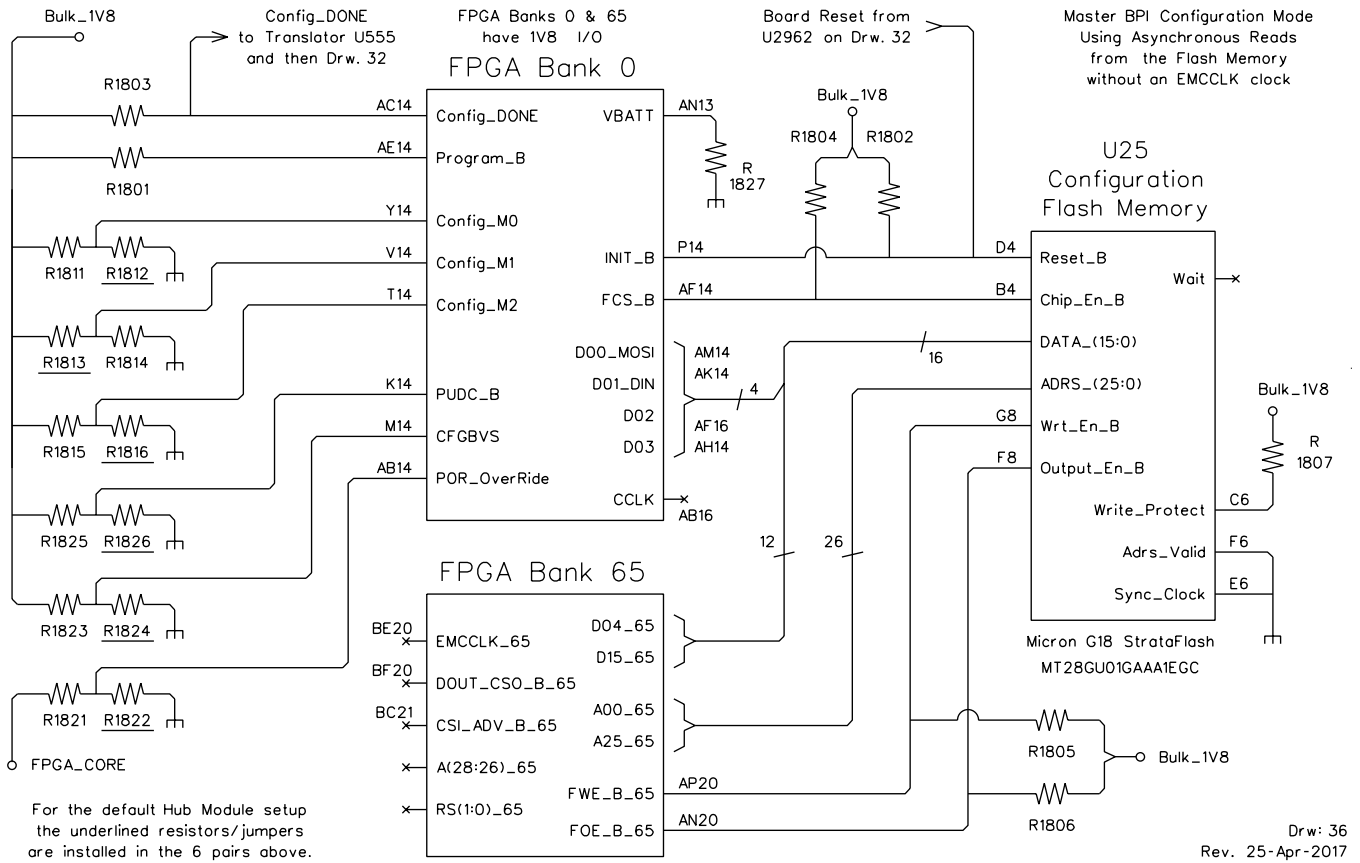 Bulk_1V8
Config_DONE
to Translator U555
and then Drw. 32
FPGA Banks 0 & 65
have 1V8 I/O
Board Reset from
U2962 on Drw. 32
Master BPI Configuration Mode
Using Asynchronous Reads
from the Flash Memory
without an EMCCLK clock
FPGA Bank 0
R1803
AC14
Config_DONE
VBATT
AN13
AE14
Program_B
R1801
R
1827
Bulk_1V8
R1804
R1802
U25
Configuration
Flash Memory
Y14
Config_M0
R1811
R1812
V14
Config_M1
INIT_B
P14
D4
Reset_B
Wait
T14
Config_M2
FCS_B
AF14
B4
Chip_En_B
R1813
R1814
D00_MOSI
AM14
D01_DIN
AK14
D02
AF16
D03
AH14
4
16
DATA_(15:0)
ADRS_(25:0)
K14
PUDC_B
M14
CFGBVS
AB14
POR_OverRide
CCLK
AB16
R1815
R1816
G8
Wrt_En_B
F8
Output_En_B
Bulk_1V8
R
1807
Write_Protect
C6
Adrs_Valid
F6
Sync_Clock
E6
R1825
R1826
12
26
FPGA Bank 65
R1823
R1824
BE20
EMCCLK_65
BF20
DOUT_CSO_B_65
BC21
CSI_ADV_B_65
A(28:26)_65
RS(1:0)_65
D04_65
D15_65
A00_65
A25_65
FWE_B_65
AP20
FOE_B_65
AN20
Micron G18 StrataFlash
MT28GU01GAAA1EGC
R1821
R1822
FPGA_CORE
R1805
Bulk_1V8
R1806
For the default Hub Module setup
the underlined resistors/jumpers
are installed in the 6 pairs above.
Drw: 36
Rev. 25-Apr-2017